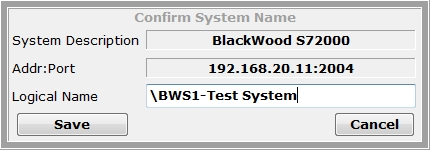 Confirm System Name
System Description BlackWood S72000
Addr:Port 192.168.20.11:2004
Logical Name \BWS1-Test System
Save Cancel